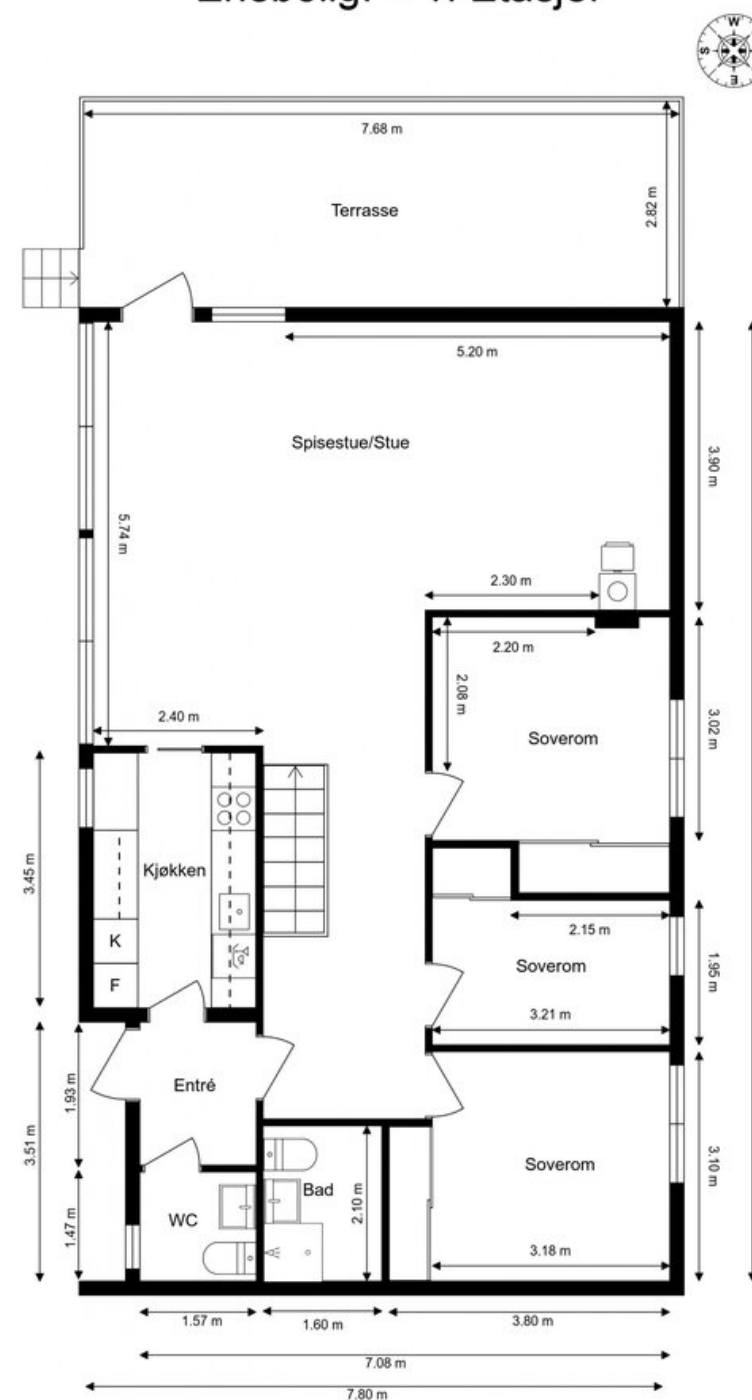 W
S
E
7.68 m
2.82 m
Terrasse
5.20 m
Spisestue/Stue
3.90 m
5.74 m
2.30 m
2.20 m
2.08 m
2.40 m
3.02 m
Soverom
3.45 m
Kjøkken
2.15 m
K
Soverom
1.95 m
F
3.21 m
Entré
1.93 m
3.51 m
Soverom
3.10 m
Bad
2.10 m
WC
1.47 m
3.18 m
1.57 m
1.60 m
3.80 m
7.08 m
7.80 m